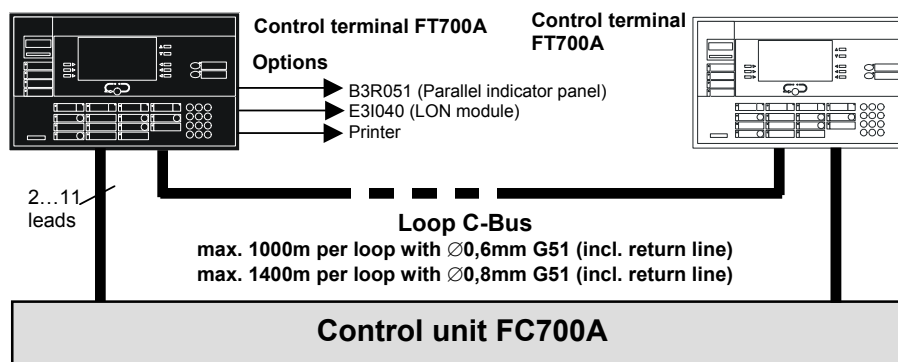 Control terminal FT700A
Control terminal
FT700A
Options
B3R051 (Parallel indicator panel)
E3I040 (LON module)
Printer
2…11
leads
Loop C-Bus
max. 1000m per loop with ∅0,6mm G51 (incl. return line)
max. 1400m per loop with ∅0,8mm G51 (incl. return line)
Control unit FC700A